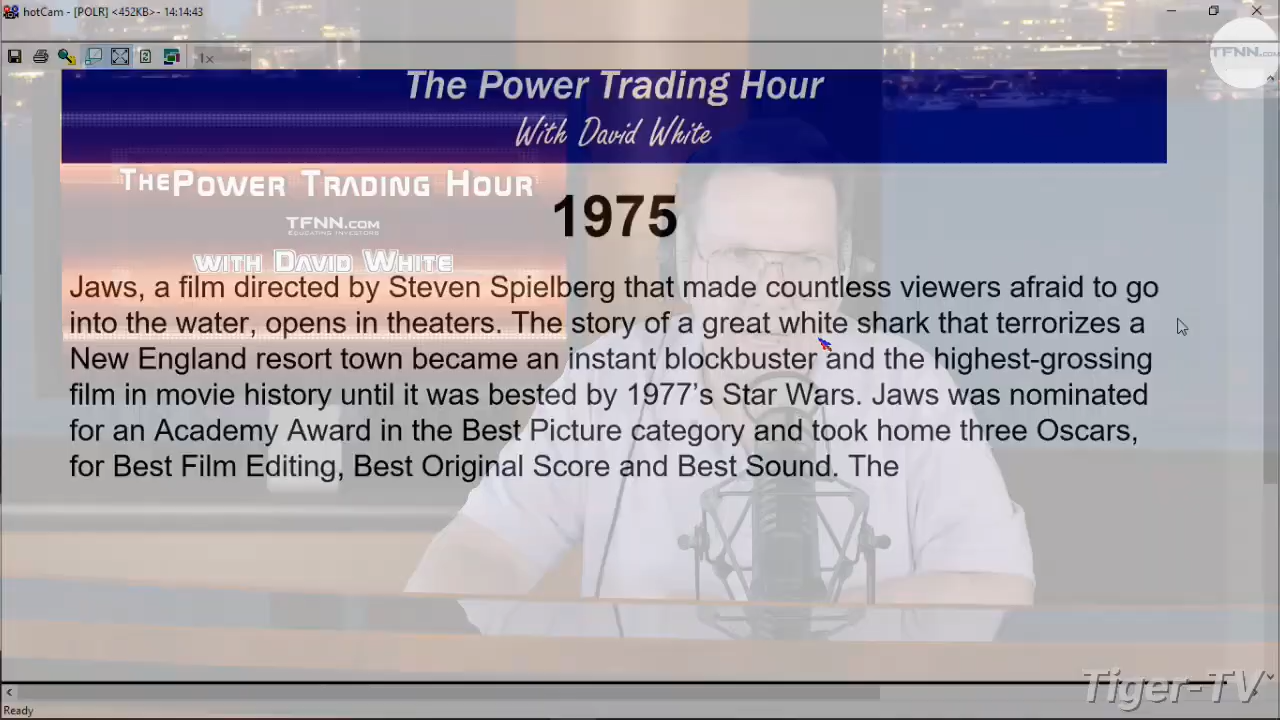 hotCam - [POLR] <452KB> - 14:14:43
1x
TFNN.COM
The Power Trading Hour
With David White
THE POWER TRADING HOUR
TFNN.COM
EDUCATING INVESTORS
WITH DAVID WHITE
1975
Jaws, a film directed by Steven Spielberg that made countless viewers afraid to go
into the water, opens in theaters. The story of a great white shark that terrorizes a
New England resort town became an instant blockbuster and the highest-grossing
film in movie history until it was bested by 1977’s Star Wars. Jaws was nominated
for an Academy Award in the Best Picture category and took home three Oscars,
for Best Film Editing, Best Original Score and Best Sound. The
Tiger-TV
Ready